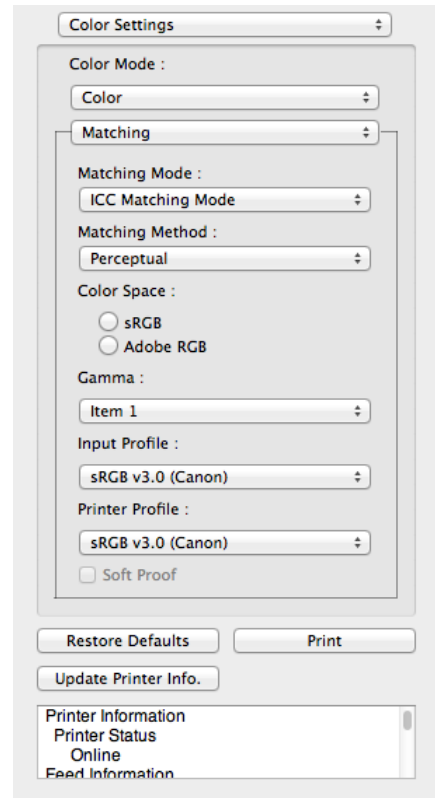 Color Settings
Color Mode :
Color
Matching
Matching Mode :
ICC Matching Mode
Matching Method :
Perceptual
Color Space :
sRGB
Adobe RGB
Gamma :
Item 1
Input Profile :
sRGB v3.0 (Canon)
Printer Profile :
sRGB v3.0 (Canon)
Soft Proof
Restore Defaults Print
Update Printer Info.
Printer Information
Printer Status
Online
Feed Information